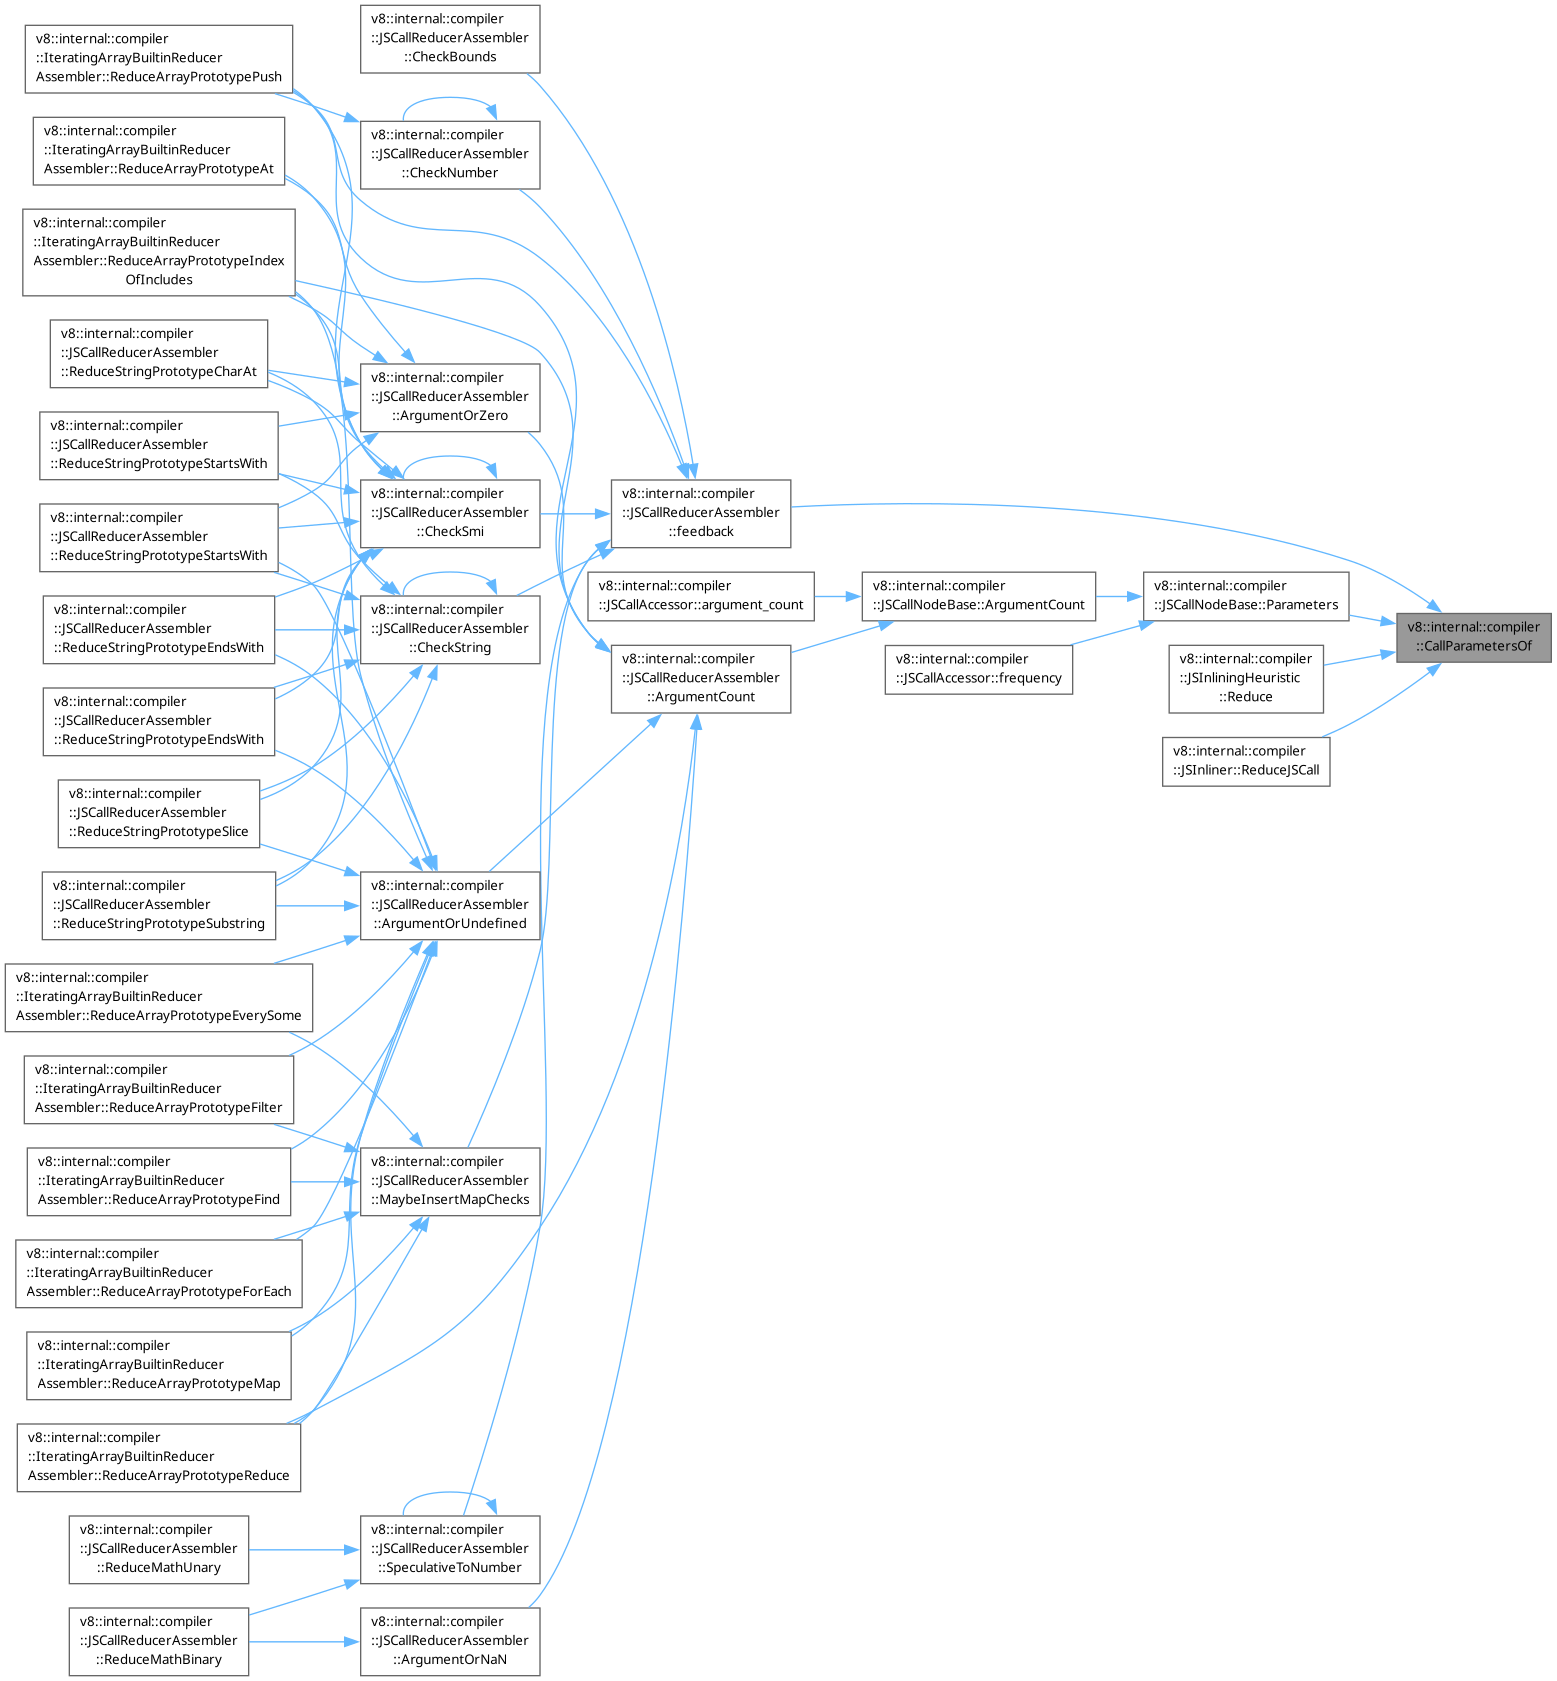 v8::internal::compiler
::IteratingArrayBuiltinReducer
Assembler::ReduceArrayPrototypePush
v8::internal::compiler
::IteratingArrayBuiltinReducer
Assembler::ReduceArrayPrototypeAt
v8::internal::compiler
::IteratingArrayBuiltinReducer
Assembler::ReduceArrayPrototypeIndex
OfIncludes
v8::internal::compiler
::JSCallReducerAssembler
::ReduceStringPrototypeCharAt
v8::internal::compiler
::JSCallReducerAssembler
::ReduceStringPrototypeStartsWith
v8::internal::compiler
::JSCallReducerAssembler
::ReduceStringPrototypeStartsWith
v8::internal::compiler
::JSCallReducerAssembler
::ReduceStringPrototypeEndsWith
v8::internal::compiler
::JSCallReducerAssembler
::ReduceStringPrototypeEndsWith
v8::internal::compiler
::JSCallReducerAssembler
::ReduceStringPrototypeSlice
v8::internal::compiler
::JSCallReducerAssembler
::ReduceStringPrototypeSubstring
v8::internal::compiler
::IteratingArrayBuiltinReducer
Assembler::ReduceArrayPrototypeEverySome
v8::internal::compiler
::IteratingArrayBuiltinReducer
Assembler::ReduceArrayPrototypeFilter
v8::internal::compiler
::IteratingArrayBuiltinReducer
Assembler::ReduceArrayPrototypeFind
v8::internal::compiler
::IteratingArrayBuiltinReducer
Assembler::ReduceArrayPrototypeForEach
v8::internal::compiler
::IteratingArrayBuiltinReducer
Assembler::ReduceArrayPrototypeMap
v8::internal::compiler
::IteratingArrayBuiltinReducer
Assembler::ReduceArrayPrototypeReduce
v8::internal::compiler
::JSCallReducerAssembler
::ReduceMathUnary
v8::internal::compiler
::JSCallReducerAssembler
::ReduceMathBinary
v8::internal::compiler
::JSCallReducerAssembler
::CheckBounds
v8::internal::compiler
::JSCallReducerAssembler
::CheckNumber
v8::internal::compiler
::JSCallReducerAssembler
::ArgumentOrZero
v8::internal::compiler
::JSCallReducerAssembler
::CheckSmi
v8::internal::compiler
::JSCallReducerAssembler
::CheckString
v8::internal::compiler
::JSCallReducerAssembler
::ArgumentOrUndefined
v8::internal::compiler
::JSCallReducerAssembler
::MaybeInsertMapChecks
v8::internal::compiler
::JSCallReducerAssembler
::SpeculativeToNumber
v8::internal::compiler
::JSCallReducerAssembler
::ArgumentOrNaN
v8::internal::compiler
::JSCallReducerAssembler
::feedback
v8::internal::compiler
::JSCallAccessor::argument_count
v8::internal::compiler
::JSCallReducerAssembler
::ArgumentCount
v8::internal::compiler
::JSCallNodeBase::ArgumentCount
v8::internal::compiler
::JSCallAccessor::frequency
v8::internal::compiler
::JSCallNodeBase::Parameters
v8::internal::compiler
::JSInliningHeuristic
::Reduce
v8::internal::compiler
::JSInliner::ReduceJSCall
v8::internal::compiler
::CallParametersOf